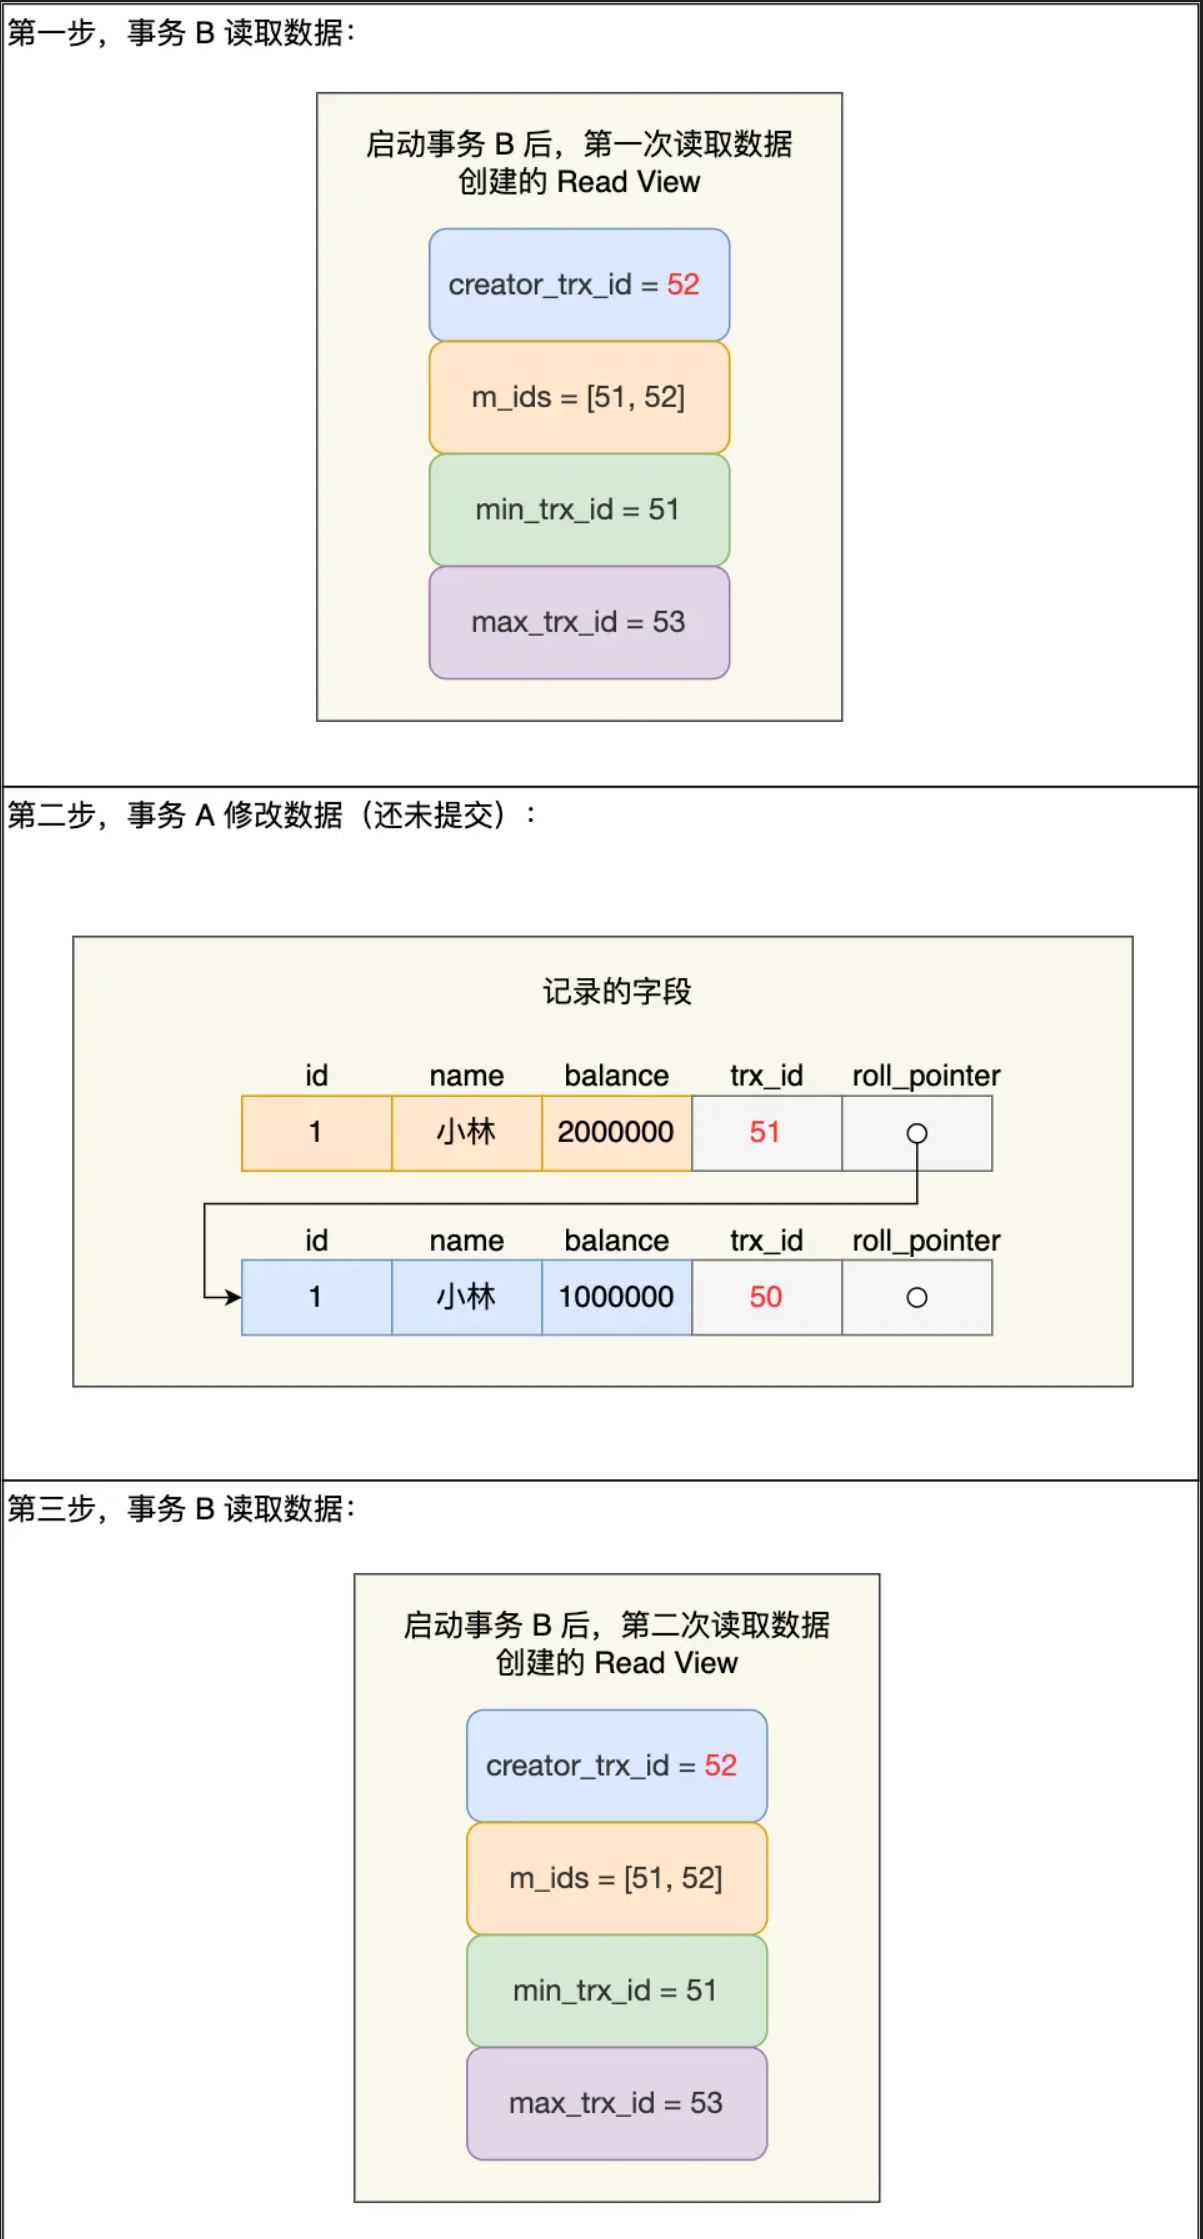 第一步，事务 B 读取数据：
启动事务 B 后，第一次读取数据
创建的 Read View
creator_trx_id = 52
m_ids = [51, 52]
min_trx_id = 51
max_trx_id = 53
第二步，事务 A 修改数据（还未提交）：
记录的字段
id name balance trx_id roll_pointer
1 小林 2000000 51
id name balance trx_id roll_pointer
1 小林 1000000 50
第三步，事务 B 读取数据：
启动事务 B 后，第二次读取数据
创建的 Read View
creator_trx_id = 52
m_ids = [51, 52]
min_trx_id = 51
max_trx_id = 53